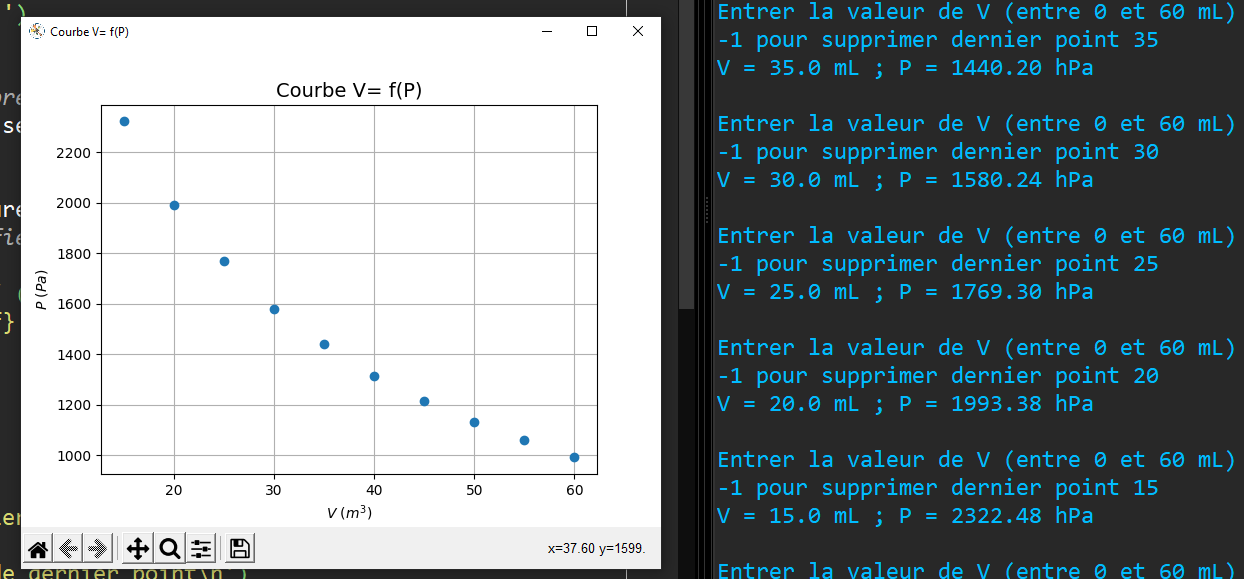 ')
Courbe V= f(P)
Courbe V= f(P)
P (Pa)
2200
2000
1800
1600
1400
1200
1000
20 30 40 50 60
V (m³)
x=37.60 y=1599.
}
de dernier point\n')
Entrer la valeur de V (entre 0 et 60 mL)
-1 pour supprimer dernier point 35
V = 35.0 mL ; P = 1440.20 hPa
Entrer la valeur de V (entre 0 et 60 mL)
-1 pour supprimer dernier point 30
V = 30.0 mL ; P = 1580.24 hPa
Entrer la valeur de V (entre 0 et 60 mL)
-1 pour supprimer dernier point 25
V = 25.0 mL ; P = 1769.30 hPa
Entrer la valeur de V (entre 0 et 60 mL)
-1 pour supprimer dernier point 20
V = 20.0 mL ; P = 1993.38 hPa
Entrer la valeur de V (entre 0 et 60 mL)
-1 pour supprimer dernier point 15
V = 15.0 mL ; P = 2322.48 hPa
Entrer la valeur de V (entre 0 et 60 mL)